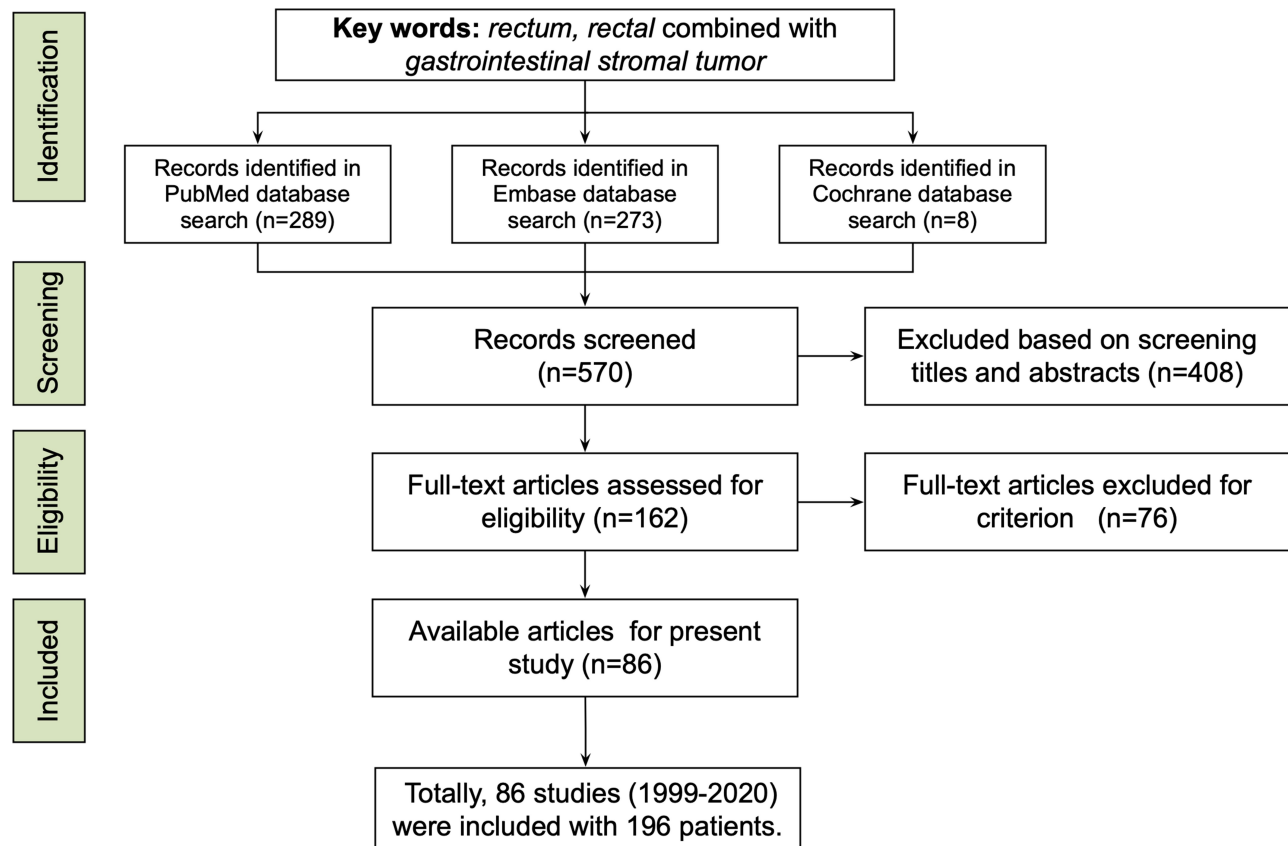 Identification
Key words: rectum, rectal combined with
gastrointestinal stromal tumor
Records identified in
PubMed database
search (n=289)
Records identified in
Embase database
search (n=273)
Records identified in
Cochrane database
search (n=8)
Screening
Records screened
(n=570)
Excluded based on screening
titles and abstracts (n=408)
Eligibility
Full-text articles assessed for
eligibility (n=162)
Full-text articles excluded for
criterion (n=76)
Included
Available articles for present
study (n=86)
Totally, 86 studies (1999-2020)
were included with 196 patients.